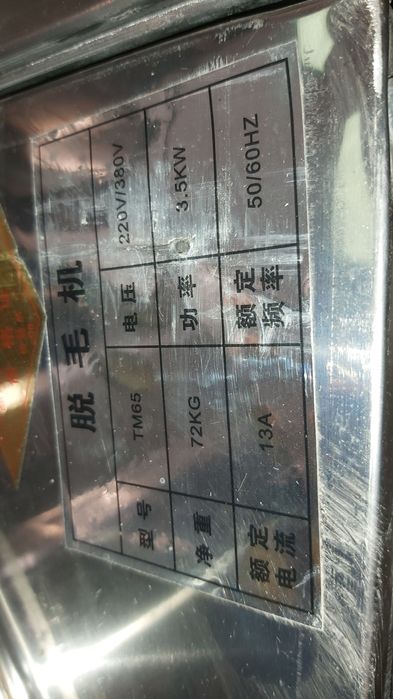 脱毛机
型号 TM65 电压 220V/380V
净重 72KG 功率 3.5KW
额定电流 13A 额定频率 50/60HZ